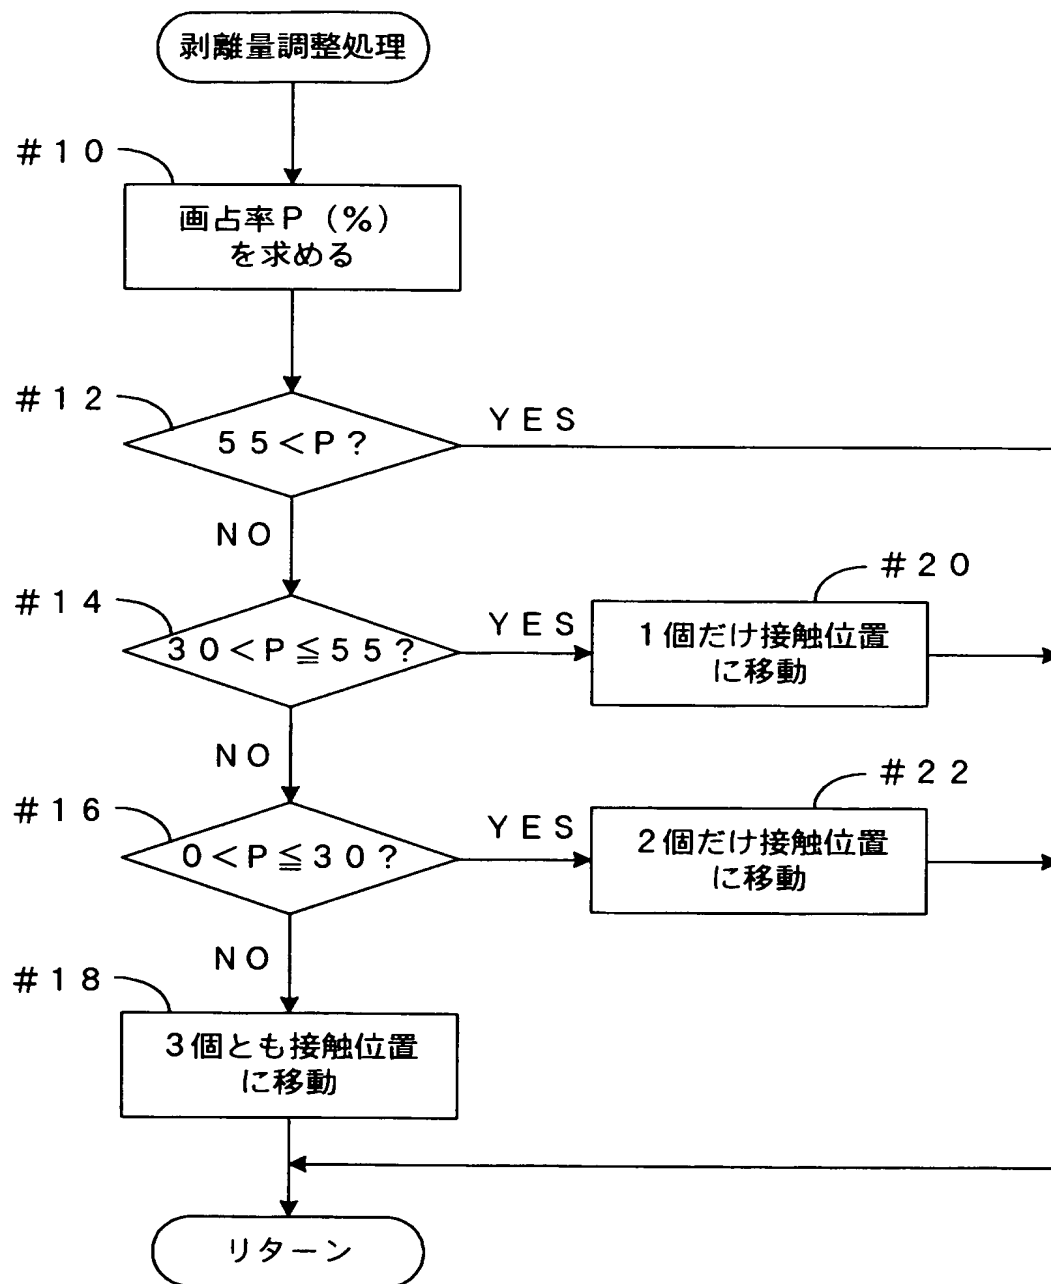 剥離量調整処理
#10
画占率P(%)
を求める
#12
55<P?
YES
NO
#14
30<P≦55?
YES
#20
1個だけ接触位置
に移動
NO
#16
0<P≦30?
YES
#22
2個だけ接触位置
に移動
NO
#18
3個とも接触位置
に移動
リターン